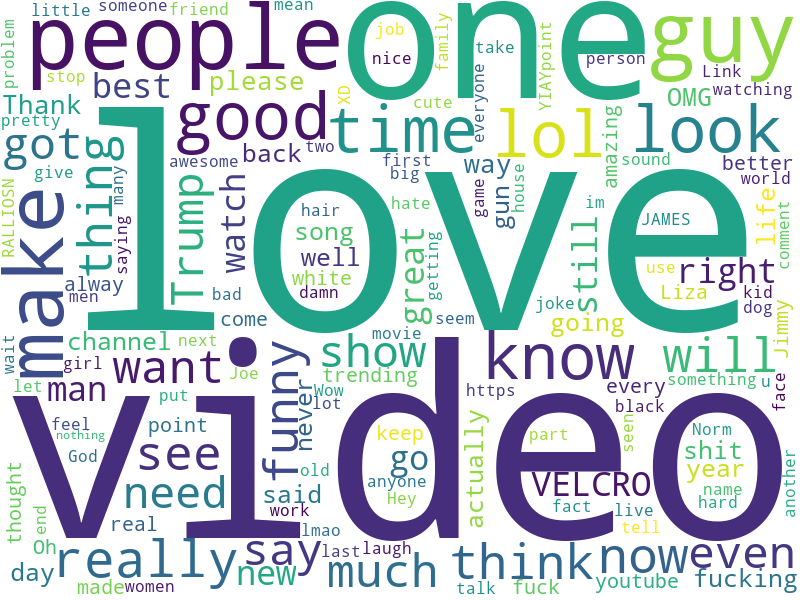 little
someone
friend
mean
people
one
guy
job
nice
family
take
person
Link
watching
problem
stop
best
please
YIAYpoint
everyone
OMG
Thank
pretty
XD
cute
good
time
lol
look
amazing
got
thing
awesome
back
two
first
big
way
sound
better
world
give
many
saying
RALLIOSN
make
love
Trump
watch
hair
song
well
white
damn
hate
great
getting
game
gun
house
still
im
JAMES
life
comment
use
right
Liza
kid
dog
alway
men
bad
come
movie
seem
joke
going
Jimmy
wait
channel
next
girl
let
want
Joe
put
funny
show
trending
Wow
lot
never
know
https
will
something
u
every
black
face
man
video
feel
nothing
God
point
see
keep
go
anyone
Hey
old
actually
part
seen
Norm
shit
year
name
hard
another
thought
end
Oh
need
said
work
real
lmao
VELCRO
fact
live
tell
day
really
say
last
laugh
new
much
think
now
even
made
women
fuck
talk
youtube
fucking